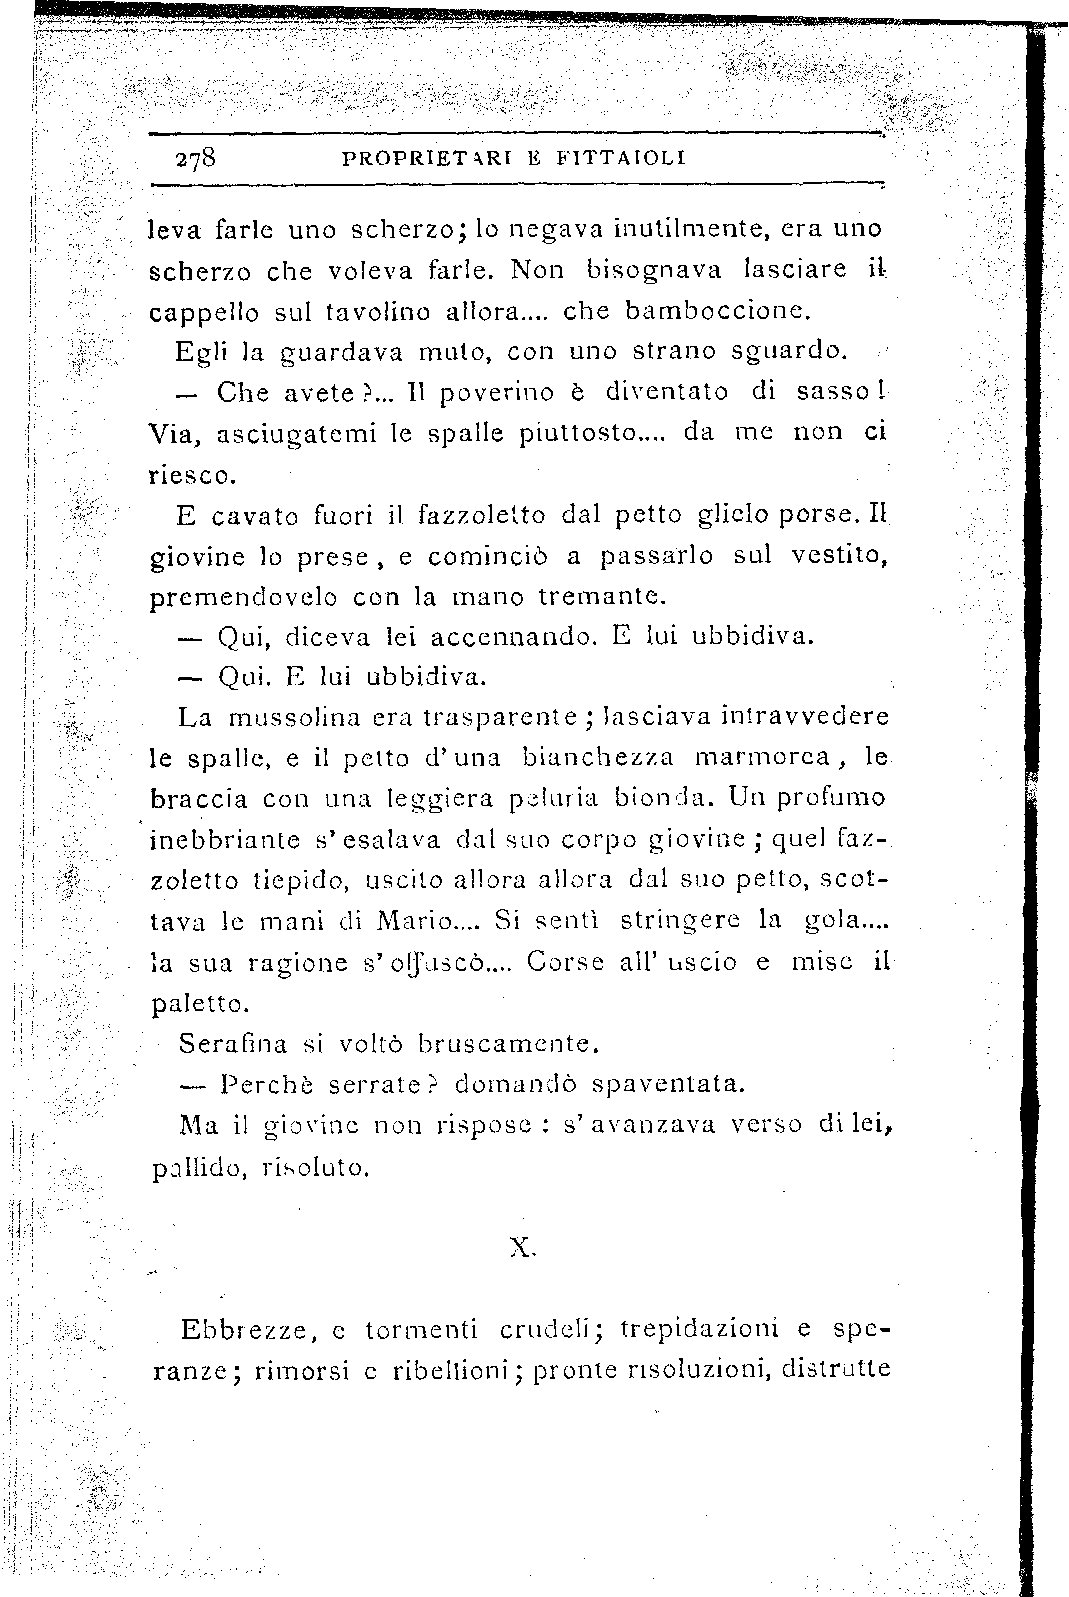 278 PROPRIETARI E FITTAIOLI
leva farle uno scherzo; lo negava inutilmente, era uno
scherzo che voleva farle. Non bisognava lasciare il
cappello sul tavolino allora.... che bamboccione.
Egli la guardava muto, con uno strano sguardo.
— Che avete?... Il poverino è diventato di sasso!
Via, asciugatemi le spalle piuttosto.... da me non ci
riesco.
E cavato fuori il fazzoletto dal petto glielo porse. Il
giovine lo prese, e cominciò a passarlo sul vestito,
premendovelo con la mano tremante.
— Qui, diceva lei accennando. E lui ubbidiva.
— Qui. E lui ubbidiva.
La mussolina era trasparente; lasciava intravvedere
le spalle, e il petto d'una bianchezza marmorea, le
braccia con una leggiera peluria bionda. Un profumo
inebbriante s'esalava dal suo corpo giovine; quel faz-
zoletto tiepido, uscito allora allora dal suo petto, scot-
tava le mani di Mario.... Si sentì stringere la gola....
la sua ragione s'offuscò.... Corse all'uscio e mise il
paletto.
Serafina si voltò bruscamente.
— Perchè serrate? domandò spaventata.
Ma il giovine non rispose: s'avanzava verso di lei,
pallido, risoluto.
X.
Ebbrezze, e tormenti crudeli; trepidazioni e spe-
ranze; rimorsi e ribellioni; pronte risoluzioni, distrutte